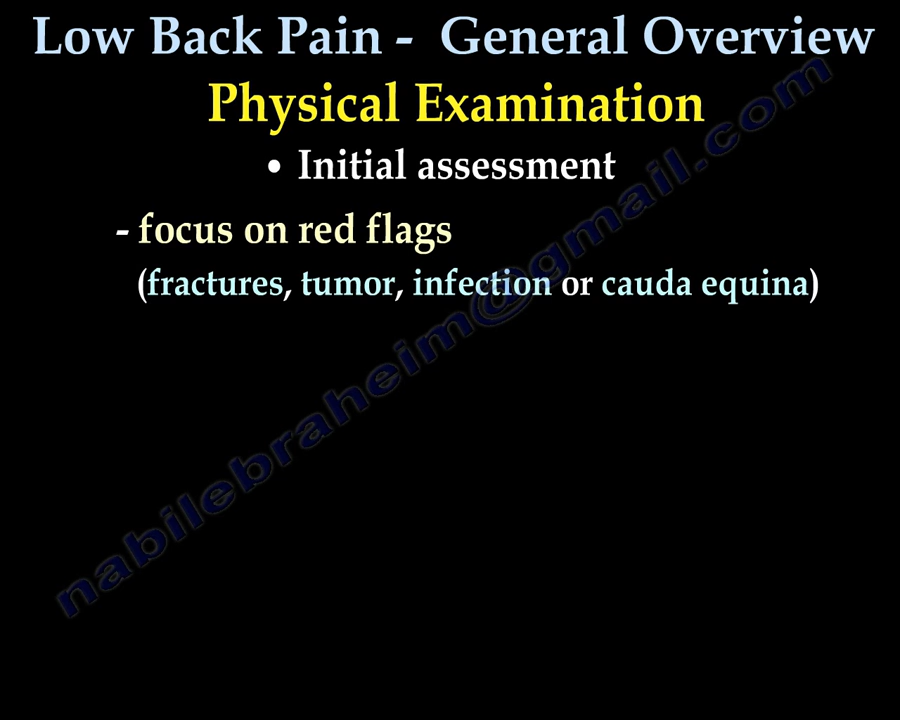 Low Back Pain - General Overview
Physical Examination
• Initial assessment
- focus on red flags
(fractures, tumor, infection or cauda equina)
nabilebraheim@gmail.com